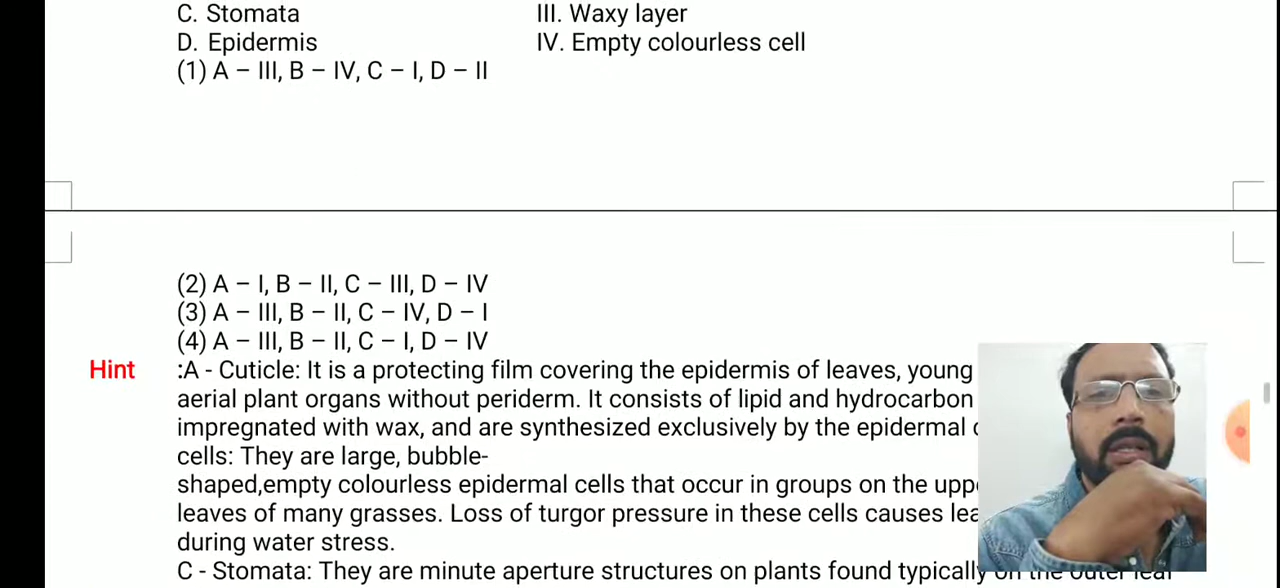 C. Stomata III. Waxy layer
D. Epidermis IV. Empty colourless cell
(1) A – III, B – IV, C – I, D – II
(2) A – I, B – II, C – III, D – IV
(3) A – III, B – II, C – IV, D – I
(4) A – III, B – II, C – I, D – IV
Hint :A - Cuticle: It is a protecting film covering the epidermis of leaves, young
aerial plant organs without periderm. It consists of lipid and hydrocarbon
impregnated with wax, and are synthesized exclusively by the epidermal
cells: They are large, bubble-
shaped,empty colourless epidermal cells that occur in groups on the
leaves of many grasses. Loss of turgor pressure in these cells causes
during water stress.
C - Stomata: They are minute aperture structures on plants found typically on the outer leaf